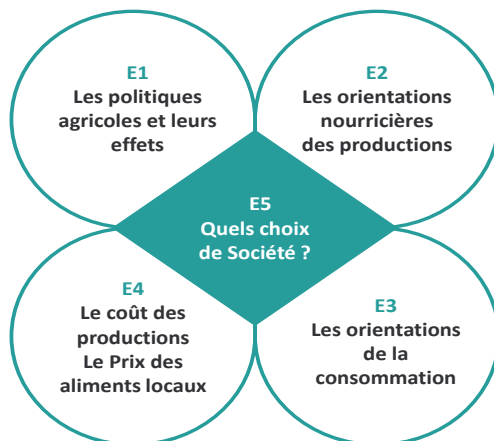 E1
Les politiques
agricoles et leurs
effets
E2
Les orientations
nourricières
des productions
E5
Quels choix
de Société ?
E4
Le coût des
productions
Le Prix des
aliments locaux
E3
Les orientations
de la
consommation